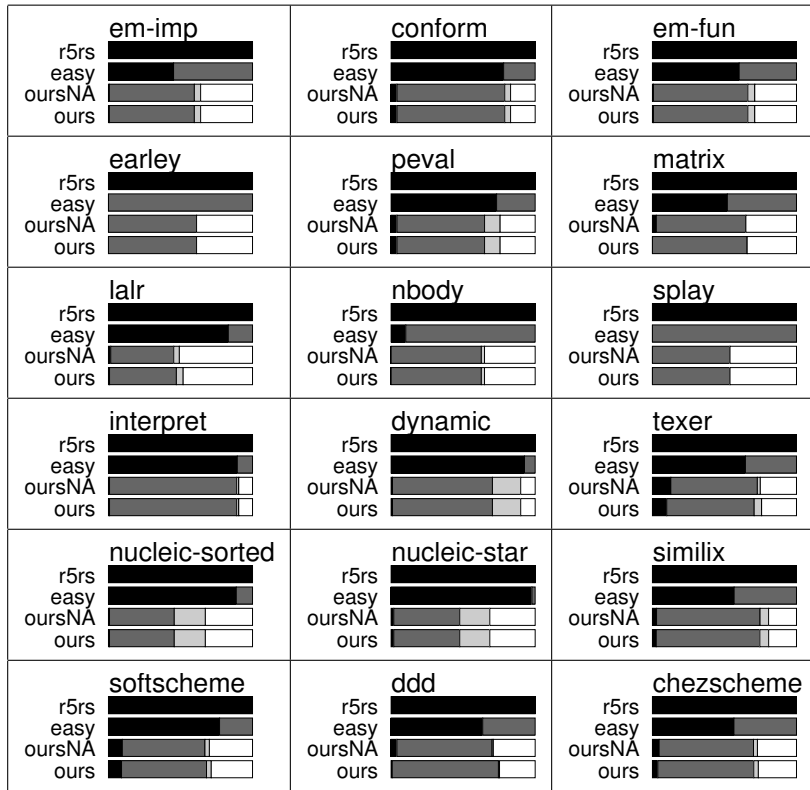 em-imp
r5rs
easy
oursNA
ours
conform
r5rs
easy
oursNA
ours
em-fun
r5rs
easy
oursNA
ours
earley
r5rs
easy
oursNA
ours
peval
r5rs
easy
oursNA
ours
matrix
r5rs
easy
oursNA
ours
lalr
r5rs
easy
oursNA
ours
nbody
r5rs
easy
oursNA
ours
splay
r5rs
easy
oursNA
ours
interpret
r5rs
easy
oursNA
ours
dynamic
r5rs
easy
oursNA
ours
texer
r5rs
easy
oursNA
ours
nucleic-sorted
r5rs
easy
oursNA
ours
nucleic-star
r5rs
easy
oursNA
ours
similix
r5rs
easy
oursNA
ours
softscheme
r5rs
easy
oursNA
ours
ddd
r5rs
easy
oursNA
ours
chezscheme
r5rs
easy
oursNA
ours